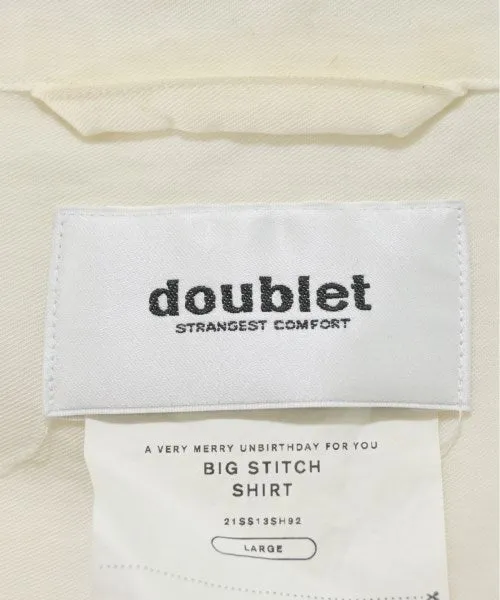 doublet
STRANGEST COMFORT
A VERY MERRY UNBIRTHDAY FOR YOU
BIG STITCH
SHIRT
21SS13SH92
LARGE